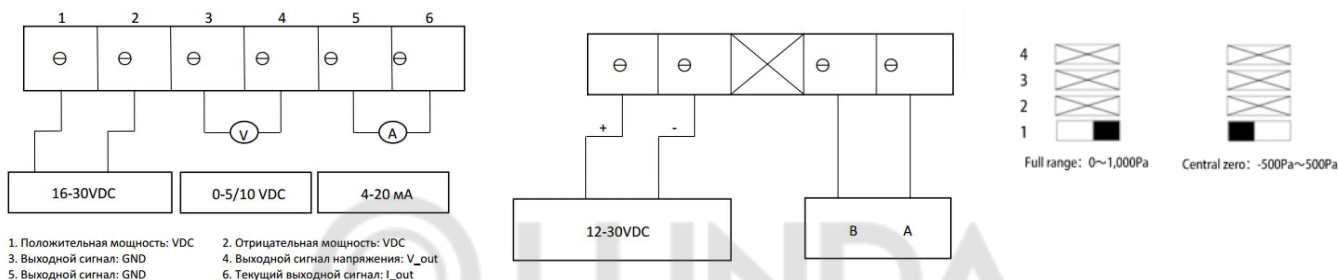 1 2 3 4 5 6
V A
16-30VDC 0-5/10 VDC 4-20 мА
1. Положительная мощность: VDC 2. Отрицательная мощность: VDC
3. Выходной сигнал: GND 4. Выходной сигнал напряжения: V_out
5. Выходной сигнал: GND 6. Текущий выходной сигнал: I_out
+ -
12-30VDC B A
4
3
2
1
Full range: 0~1,000Pa Central zero: -500Pa~500Pa
LUNDA